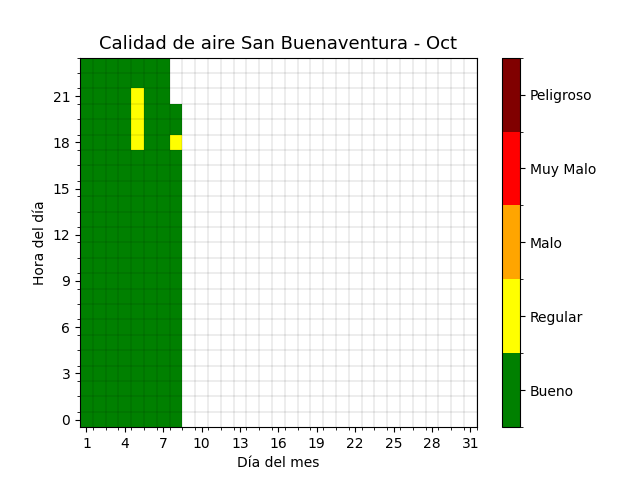 Calidad de aire San Buenaventura - Oct
Hora del día
21
18
15
12
9
6
3
0
1 4 7 10 13 16 19 22 25 28 31
Día del mes
Peligroso
Muy Malo
Malo
Regular
Bueno